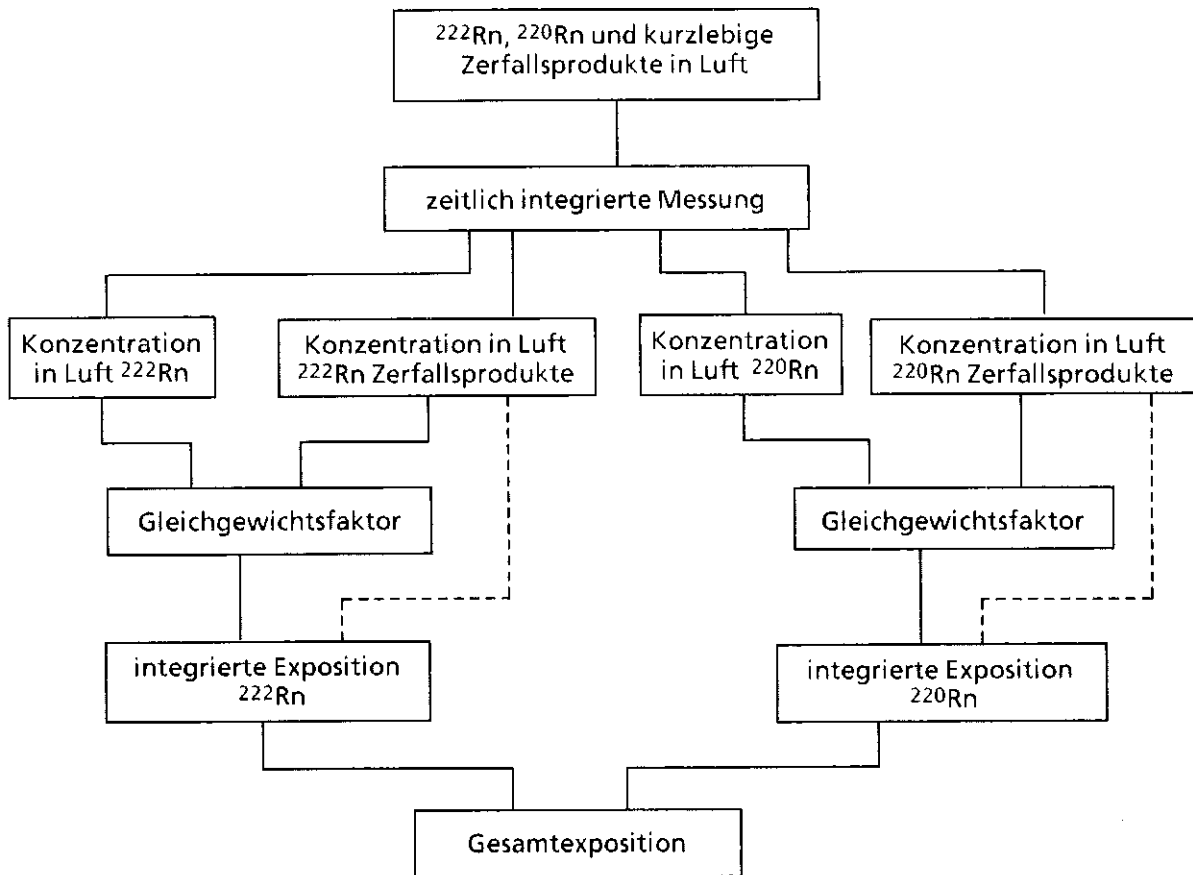 ²²²Rn, ²²⁰Rn und kurzlebige
Zerfallsprodukte in Luft
zeitlich integrierte Messung
Konzentration
in Luft ²²²Rn
Konzentration in Luft
²²²Rn Zerfallsprodukte
Konzentration
in Luft ²²⁰Rn
Konzentration in Luft
²²⁰Rn Zerfallsprodukte
Gleichgewichtsfaktor
Gleichgewichtsfaktor
integrierte Exposition
²²²Rn
integrierte Exposition
²²⁰Rn
Gesamtexposition